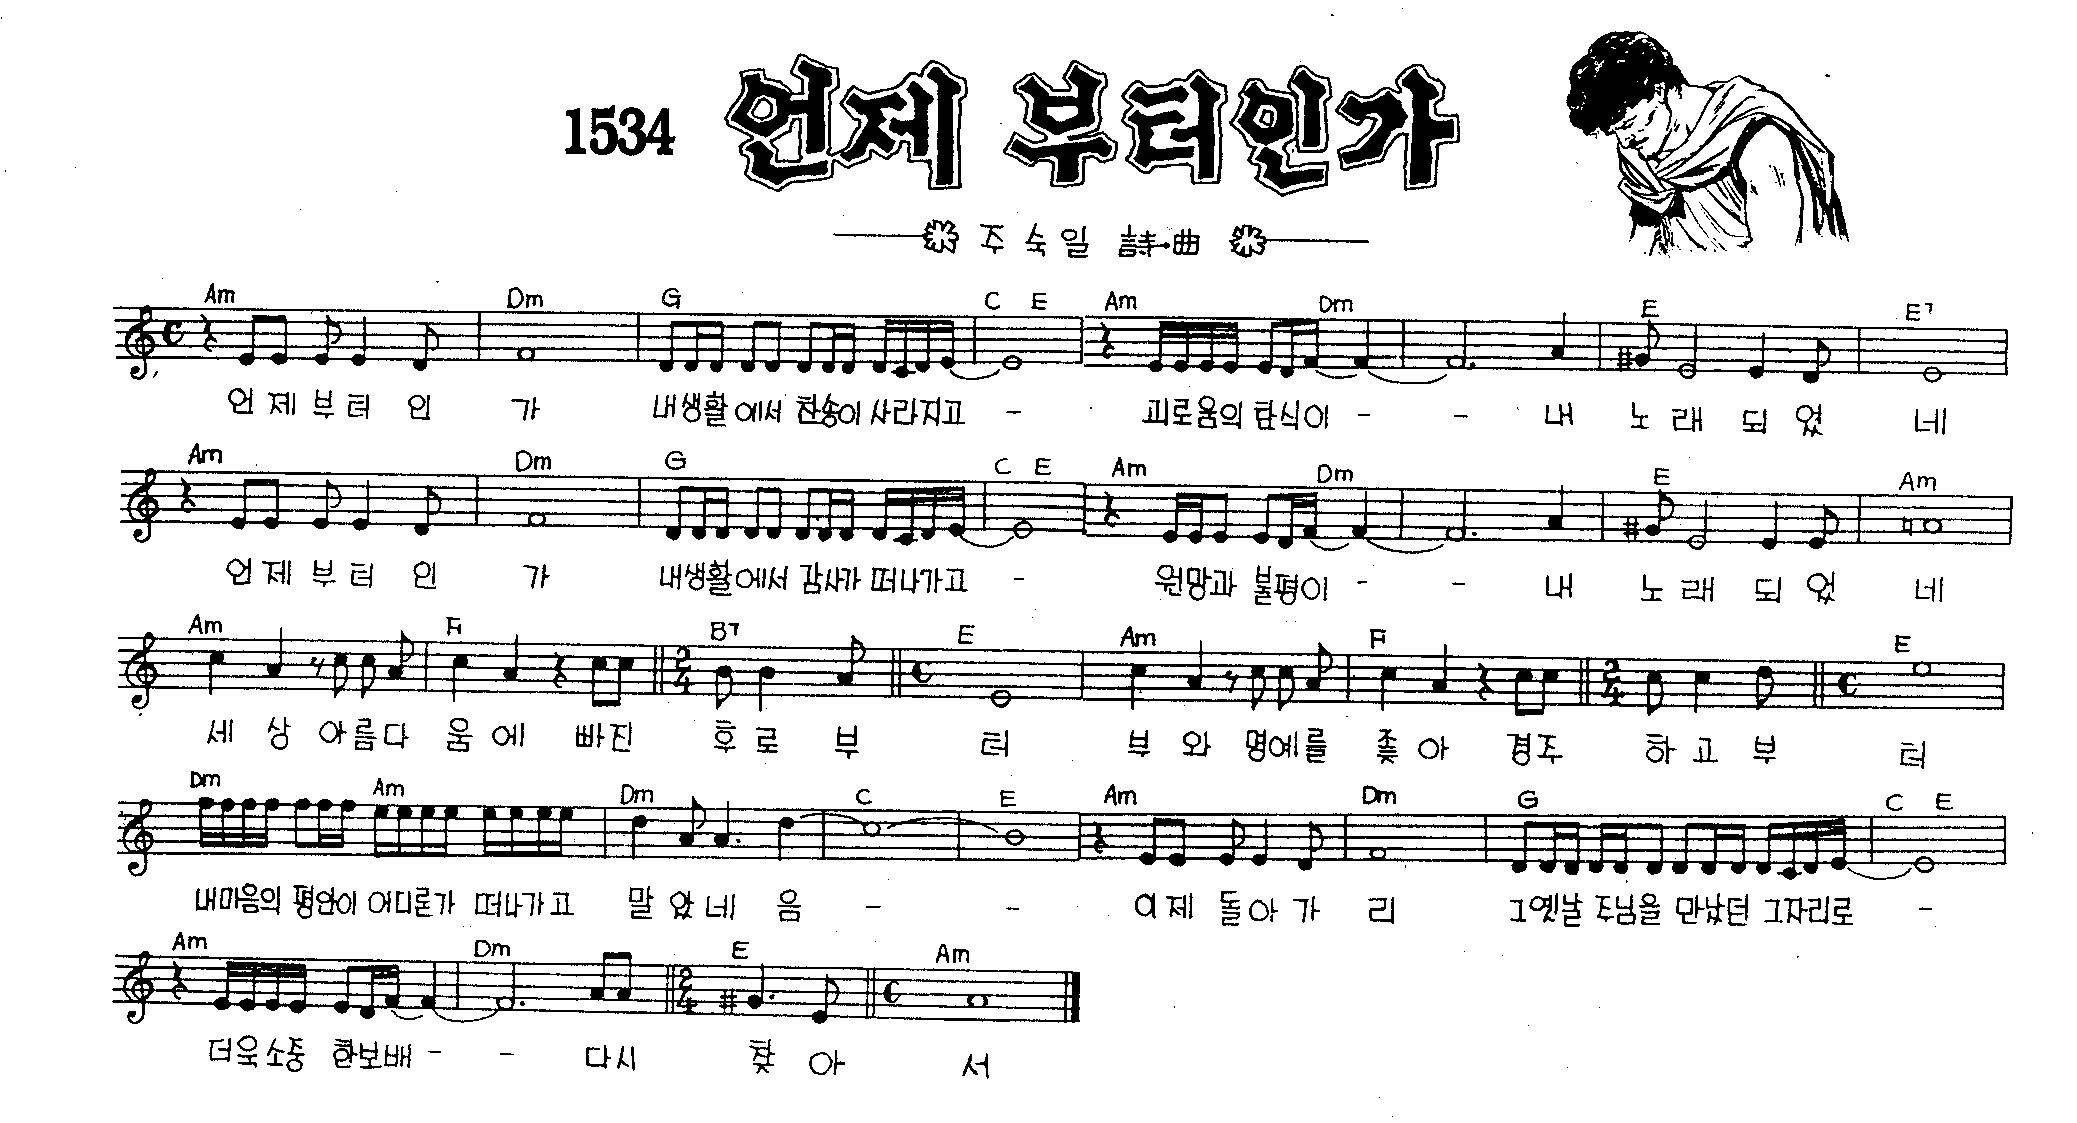 1534 언제 부터인가
조숙일 詩·曲
Am Dm G C E Am Dm E E7
언제부터인가 내생활에서 찬송이 사라지고 - 피로움의 탄식이 - - 내 노래되었네
Am Dm G C E Am Dm E Am
언제부터인가 내생활에서 감사가 떠나가고 - 원망과 불평이 - - 내 노래되었네
Am F B7 E Am F E
2/4 2/4
세상 아름다움에 빠진 후로부터 부와 명예를 좇아 경주하고부터
Dm Am Dm C E Am Dm G C E
내마음의 평안이 어디론가 떠나가고 말았네 음 - - 이제 돌아가리 그옛날 주님을 만났던 그자리로 -
Am Dm E Am
2/4
더욱소중한보배 - - 다시 찾아서